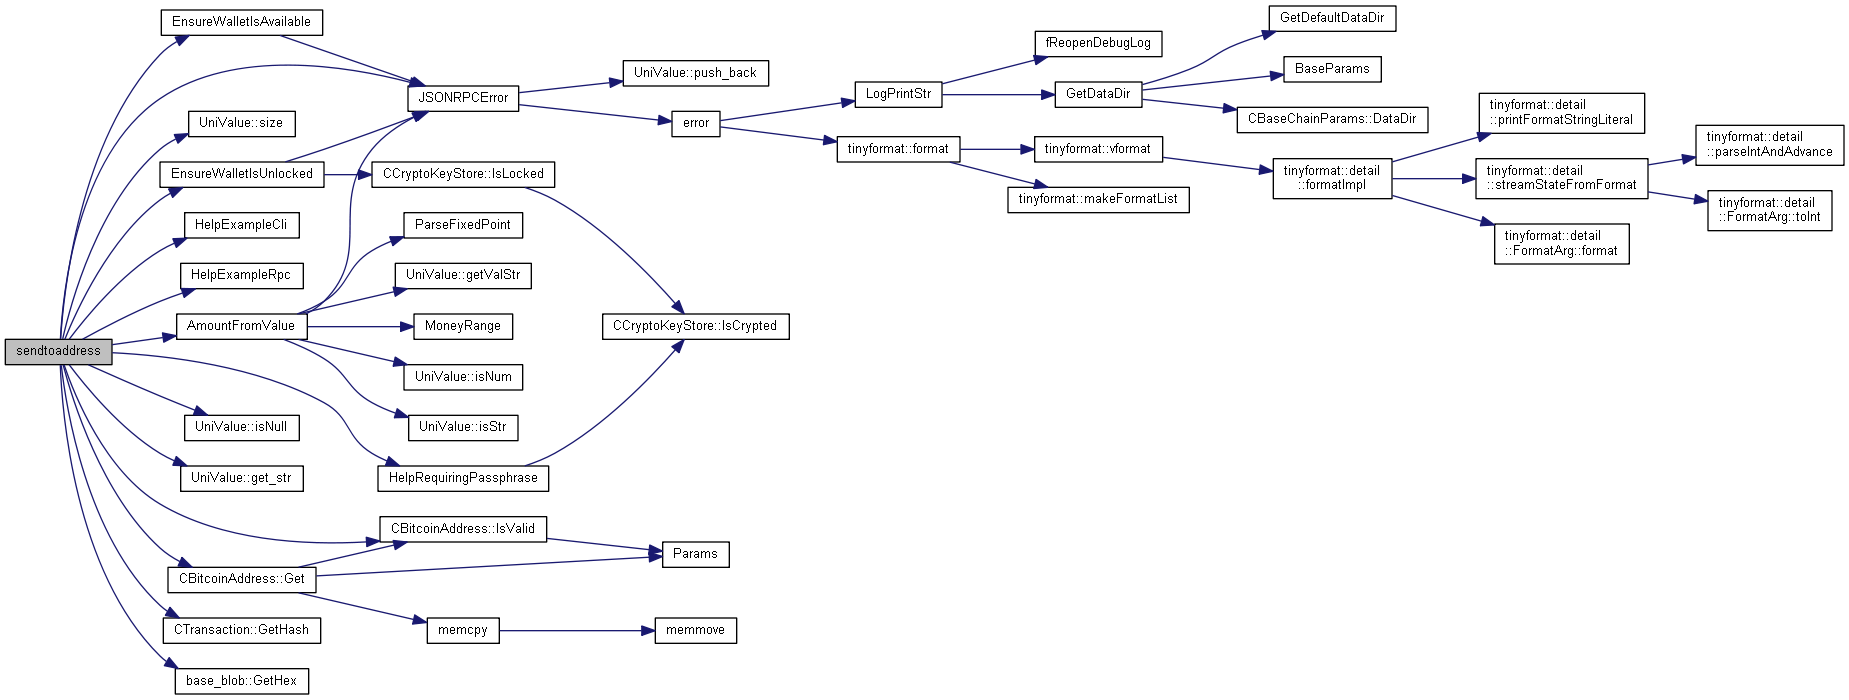 EnsureWalletIsAvailable
GetDefaultDataDir
fReopenDebugLog
BaseParams
UniValue::push_back
JSONRPCError
LogPrintStr
GetDataDir
CBaseChainParams::DataDir
tinyformat::detail
::printFormatStringLiteral
UniValue::size
error
tinyformat::format
tinyformat::vformat
tinyformat::detail
::parseIntAndAdvance
EnsureWalletIsUnlocked
CCryptoKeyStore::IsLocked
tinyformat::detail
::formatImpl
tinyformat::detail
::streamStateFromFormat
tinyformat::makeFormatList
tinyformat::detail
::FormatArg::toInt
HelpExampleCli
ParseFixedPoint
tinyformat::detail
::FormatArg::format
HelpExampleRpc
UniValue::getValStr
AmountFromValue
MoneyRange
CCryptoKeyStore::IsCrypted
sendtoaddress
UniValue::isNum
UniValue::isNull
UniValue::isStr
UniValue::get_str
HelpRequiringPassphrase
CBitcoinAddress::IsValid
Params
CBitcoinAddress::Get
CTransaction::GetHash
memcpy
memmove
base_blob::GetHex